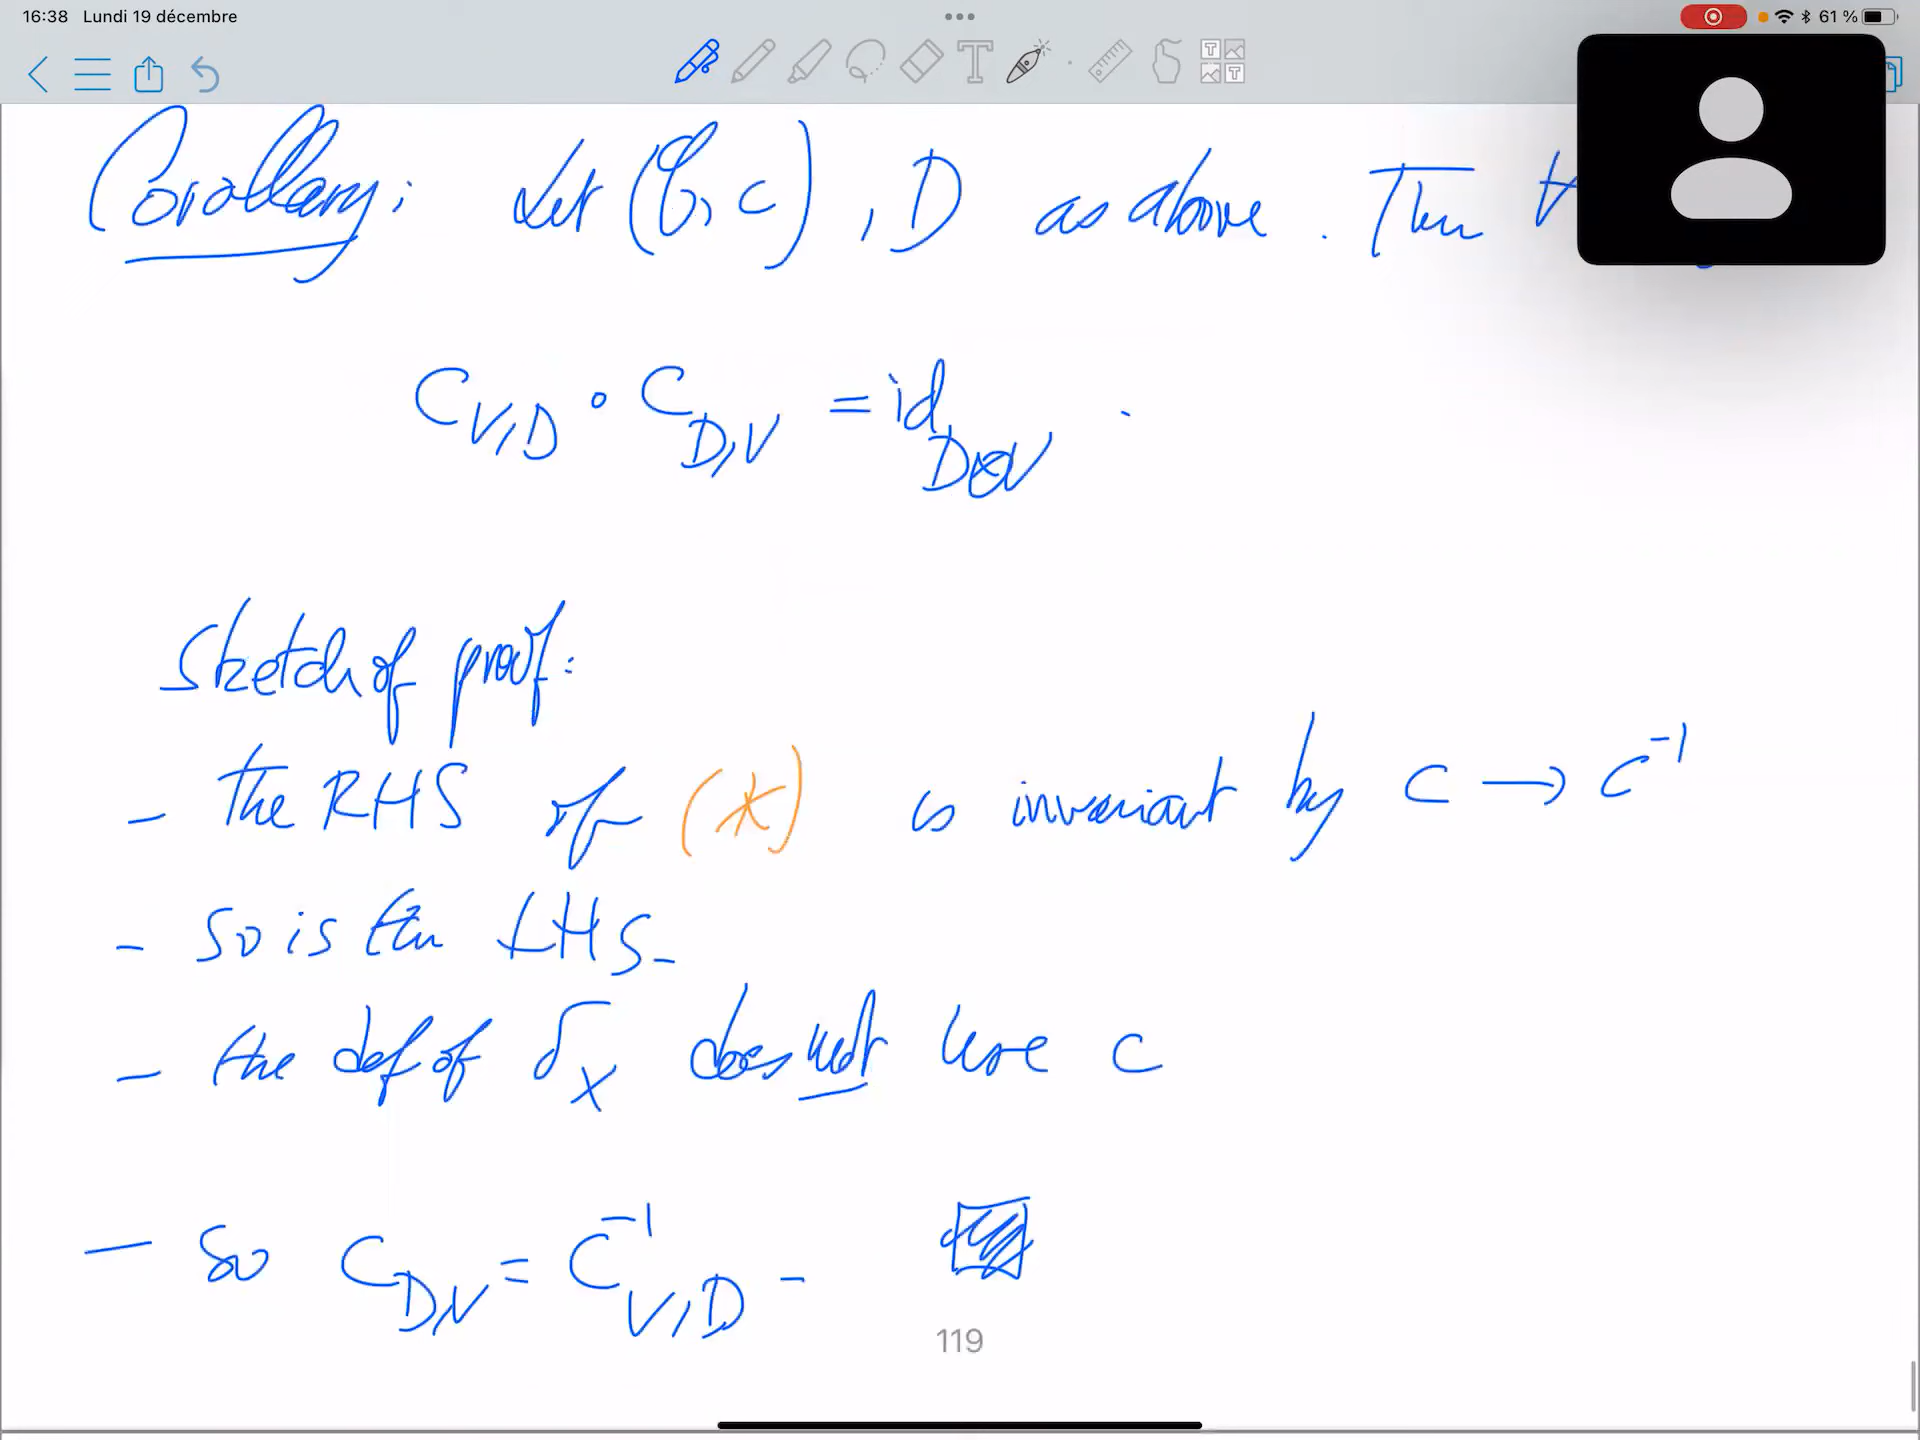 16:38 Lundi 19 décembre 61 %
Corollary: Let (C, c), D as above. Then ∀
C_{V,D} ∘ C_{D,V} = id_{D⊗V} .
Sketch of proof:
- the RHS of (*) is invariant by c → c^{-1}
- so is the LHS -
- the def of δ_X does not use c
- So C_{D,V} = C^{-1}_{V,D} -
119